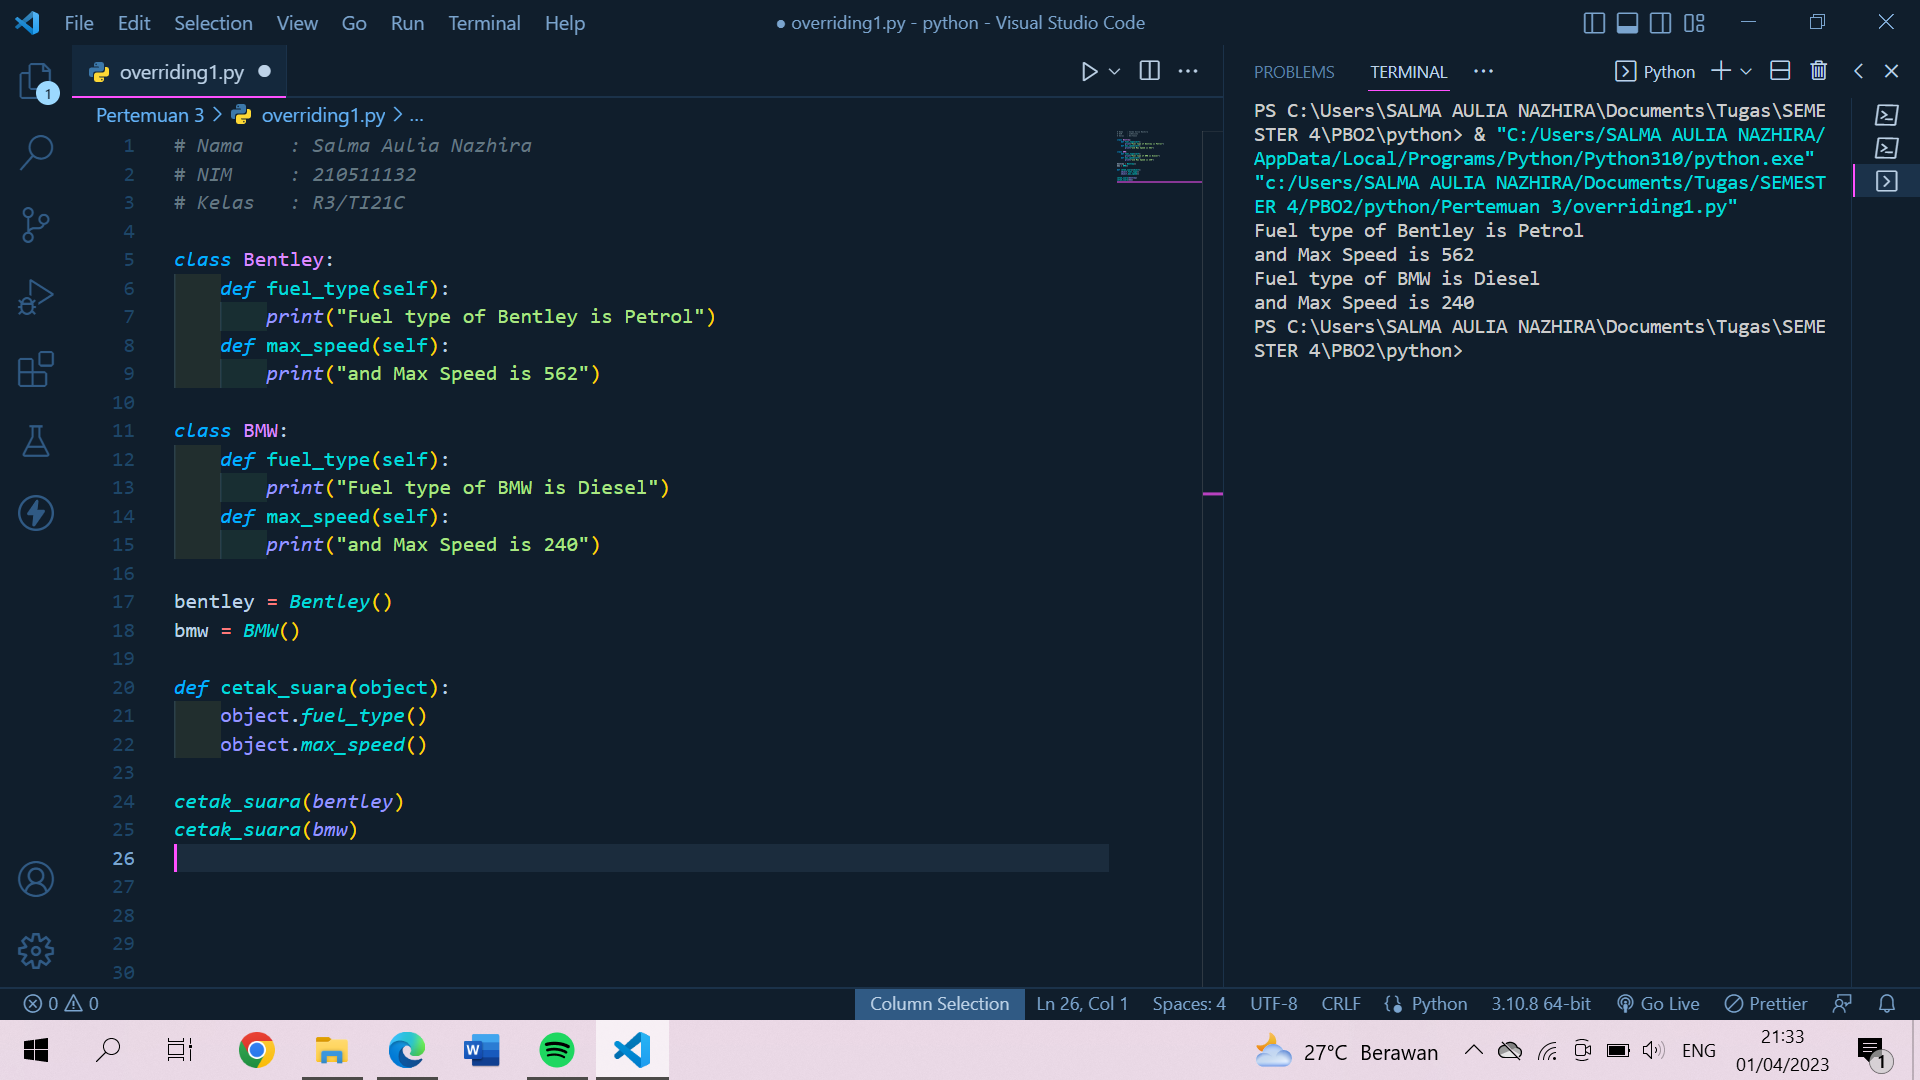 File Edit Selection View Go Run Terminal Help
● overriding1.py - python - Visual Studio Code
1
overriding1.py
Pertemuan 3 > overriding1.py > ...
1 # Nama    : Salma Aulia Nazhira
2 # NIM     : 210511132
3 # Kelas   : R3/TI21C
4
5 class Bentley:
6     def fuel_type(self):
7         print("Fuel type of Bentley is Petrol")
8     def max_speed(self):
9         print("and Max Speed is 562")
10
11 class BMW:
12     def fuel_type(self):
13         print("Fuel type of BMW is Diesel")
14     def max_speed(self):
15         print("and Max Speed is 240")
16
17 bentley = Bentley()
18 bmw = BMW()
19
20 def cetak_suara(object):
21     object.fuel_type()
22     object.max_speed()
23
24 cetak_suara(bentley)
25 cetak_suara(bmw)
26
27
28
29
30
PROBLEMS TERMINAL ... Python
PS C:\Users\SALMA AULIA NAZHIRA\Documents\Tugas\SEME
STER 4\PBO2\python> & "C:/Users/SALMA AULIA NAZHIRA/
AppData/Local/Programs/Python/Python310/python.exe"
"c:/Users/SALMA AULIA NAZHIRA/Documents/Tugas/SEMEST
ER 4/PBO2/python/Pertemuan 3/overriding1.py"
Fuel type of Bentley is Petrol
and Max Speed is 562
Fuel type of BMW is Diesel
and Max Speed is 240
PS C:\Users\SALMA AULIA NAZHIRA\Documents\Tugas\SEME
STER 4\PBO2\python>
0 0 Column Selection Ln 26, Col 1 Spaces: 4 UTF-8 CRLF Python 3.10.8 64-bit Go Live Prettier
27°C Berawan ENG
21:33
01/04/2023
1